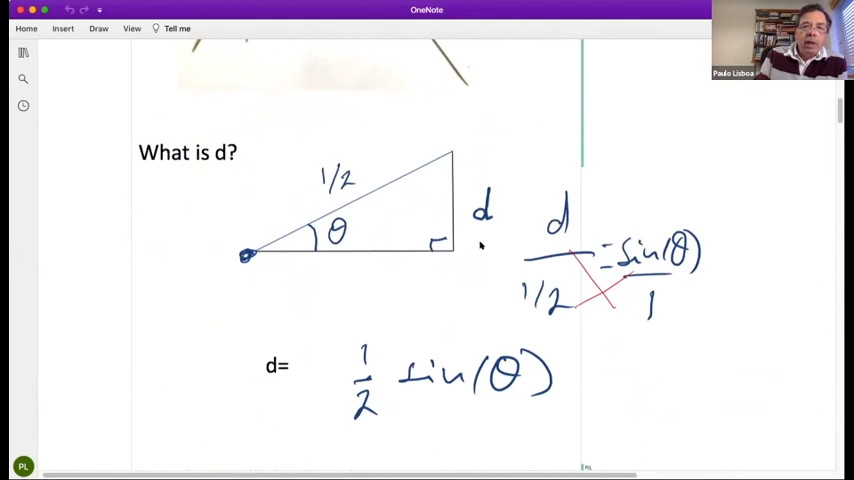 OneNote
Home Insert Draw View Tell me
Paulo Lisboa
What is d?
1/2
θ
d
d
1/2
= sin(θ)
1
d=
1
2
sin(θ)
PL
PL